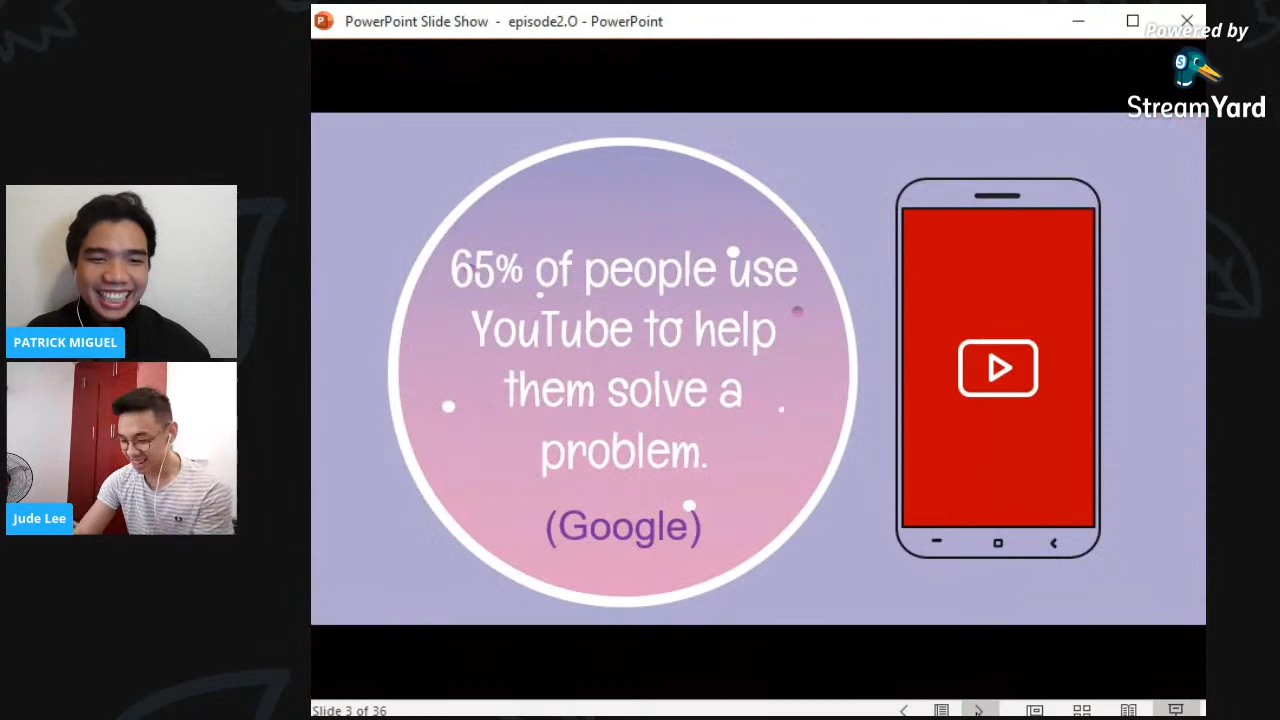 PowerPoint Slide Show - episode2.O - PowerPoint
Powered by
StreamYard
65% of people use
YouTube to help
them solve a
problem.
(Google)
PATRICK MIGUEL
Jude Lee
Slide 3 of 36